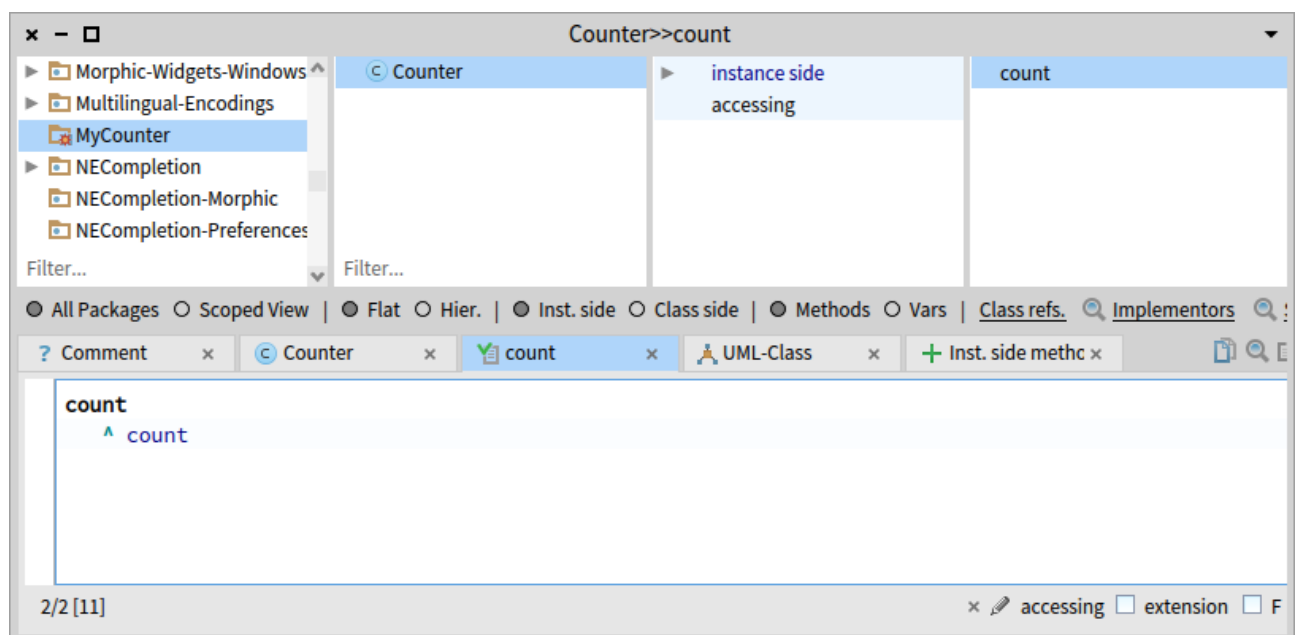 Counter>>count
Morphic-Widgets-Windows
Multilingual-Encodings
MyCounter
NECompletion
NECompletion-Morphic
NECompletion-Preferences
Filter...
Counter
Filter...
instance side
accessing
count
All Packages Scoped View | Flat Hier. | Inst. side Class side | Methods Vars | Class refs. Implementors
? Comment × C Counter × count × UML-Class × + Inst. side methc ×
count
^ count
2/2 [11] × accessing extension F